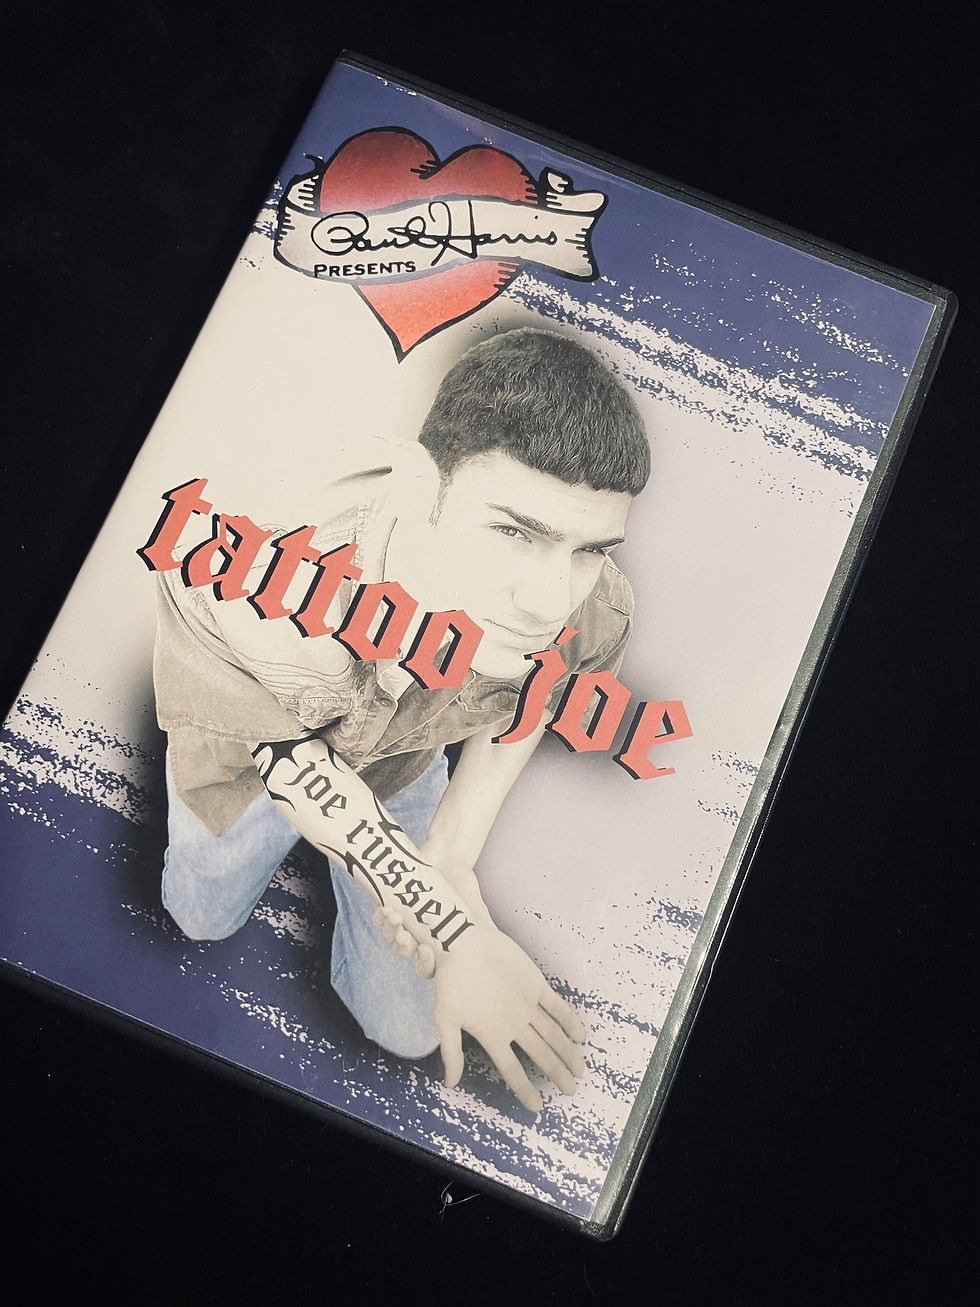 Paul Harris
PRESENTS
tattoo joe
joe russell